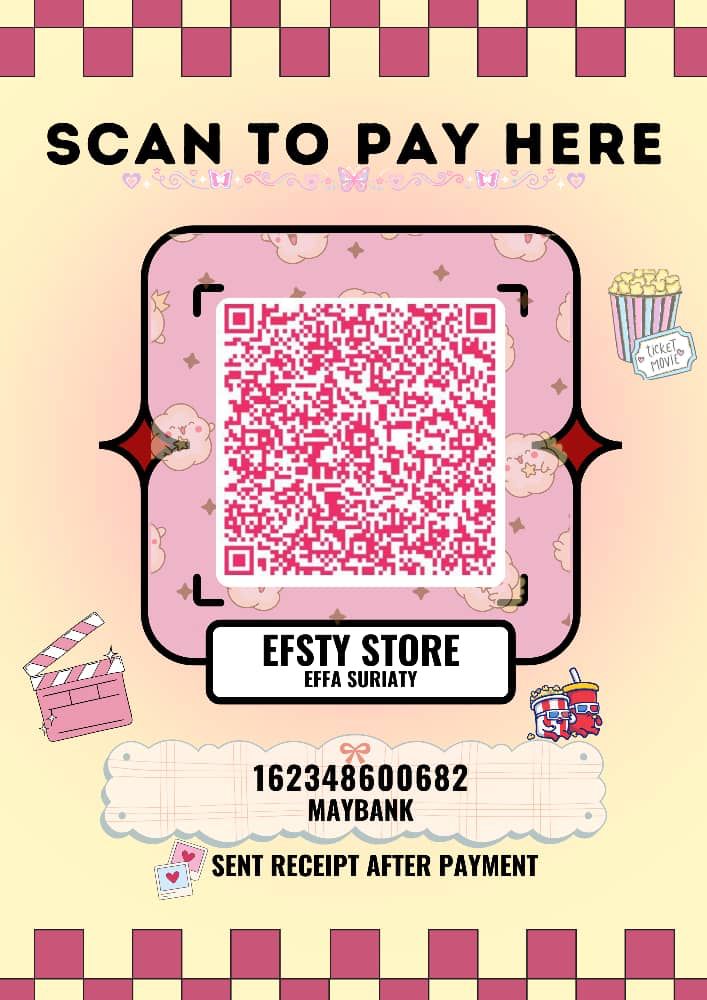 SCAN TO PAY HERE
TICKET
MOVIE
EFSTY STORE
EFFA SURIATY
162348600682
MAYBANK
SENT RECEIPT AFTER PAYMENT